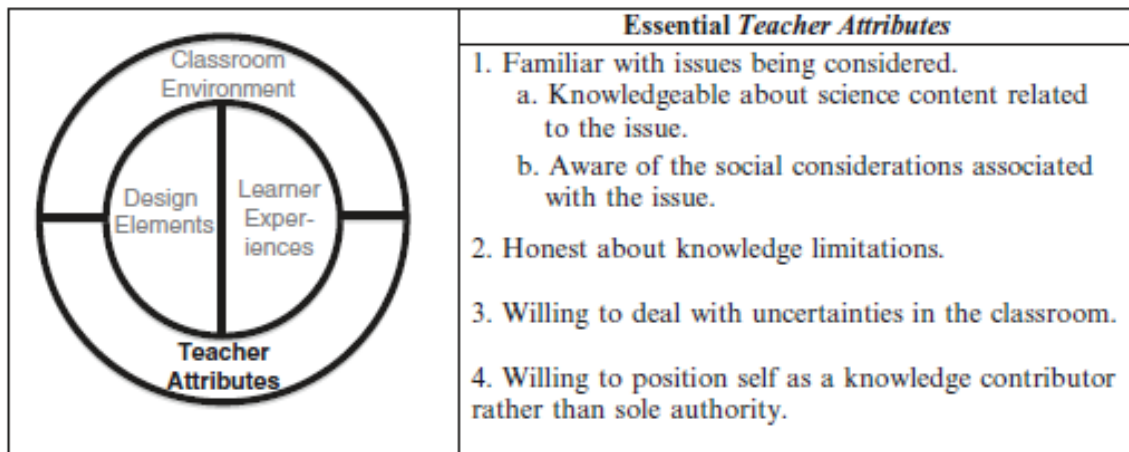 Classroom
Environment
Design
Elements
Learner
Exper-
iences
Teacher
Attributes
Essential Teacher Attributes
1. Familiar with issues being considered.
a. Knowledgeable about science content related
to the issue.
b. Aware of the social considerations associated
with the issue.
2. Honest about knowledge limitations.
3. Willing to deal with uncertainties in the classroom.
4. Willing to position self as a knowledge contributor
rather than sole authority.